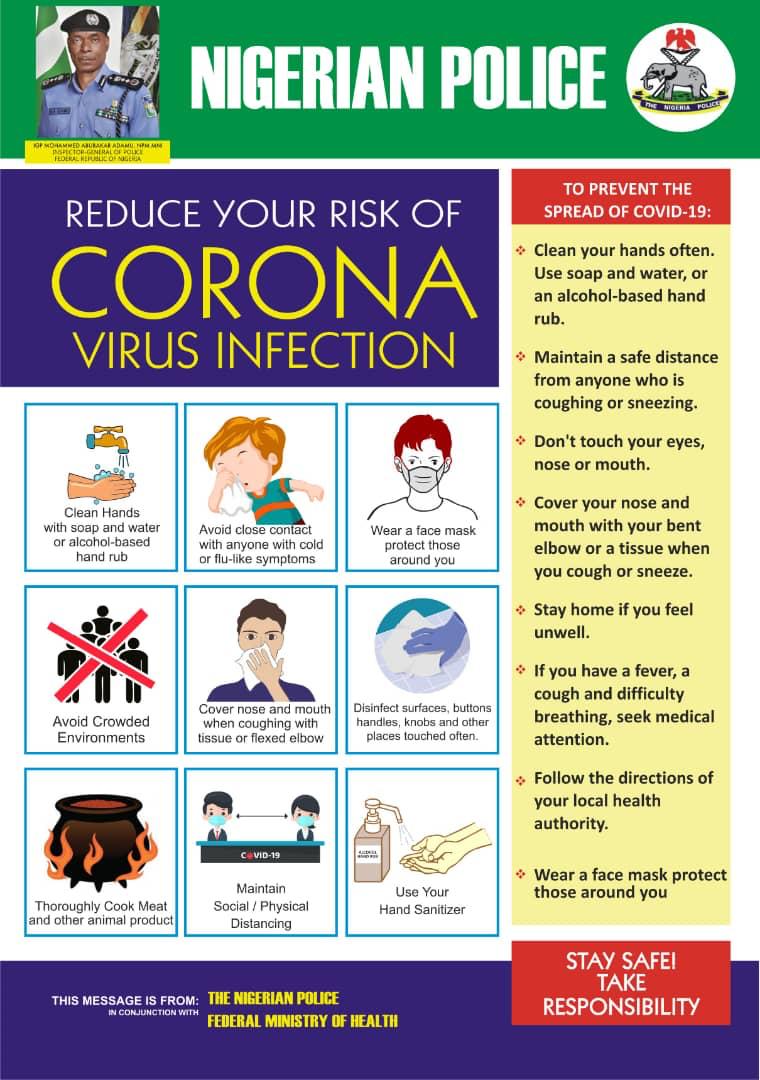 NIGERIAN POLICE
THE NIGERIA POLICE
IGP MOHAMMED ABUBAKAR ADAMU, NPM.MNI
INSPECTOR-GENERAL OF POLICE
FEDERAL REPUBLIC OF NIGERIA
REDUCE YOUR RISK OF
CORONA
VIRUS INFECTION
Clean Hands
with soap and water
or alcohol-based
hand rub
Avoid close contact
with anyone with cold
or flu-like symptoms
Wear a face mask
protect those
around you
Avoid Crowded
Environments
Cover nose and mouth
when coughing with
tissue or flexed elbow
Disinfect surfaces, buttons
handles, knobs and other
places touched often.
Thoroughly Cook Meat
and other animal product
COVID-19
Maintain
Social / Physical
Distancing
ALCOHOL
HAND RUB
Use Your
Hand Sanitizer
TO PREVENT THE
SPREAD OF COVID-19:
Clean your hands often.
Use soap and water, or
an alcohol-based hand
rub.
Maintain a safe distance
from anyone who is
coughing or sneezing.
Don't touch your eyes,
nose or mouth.
Cover your nose and
mouth with your bent
elbow or a tissue when
you cough or sneeze.
Stay home if you feel
unwell.
If you have a fever, a
cough and difficulty
breathing, seek medical
attention.
Follow the directions of
your local health
authority.
Wear a face mask protect
those around you
STAY SAFE!
TAKE
RESPONSIBILITY
THIS MESSAGE IS FROM: THE NIGERIAN POLICE
IN CONJUNCTION WITH FEDERAL MINISTRY OF HEALTH